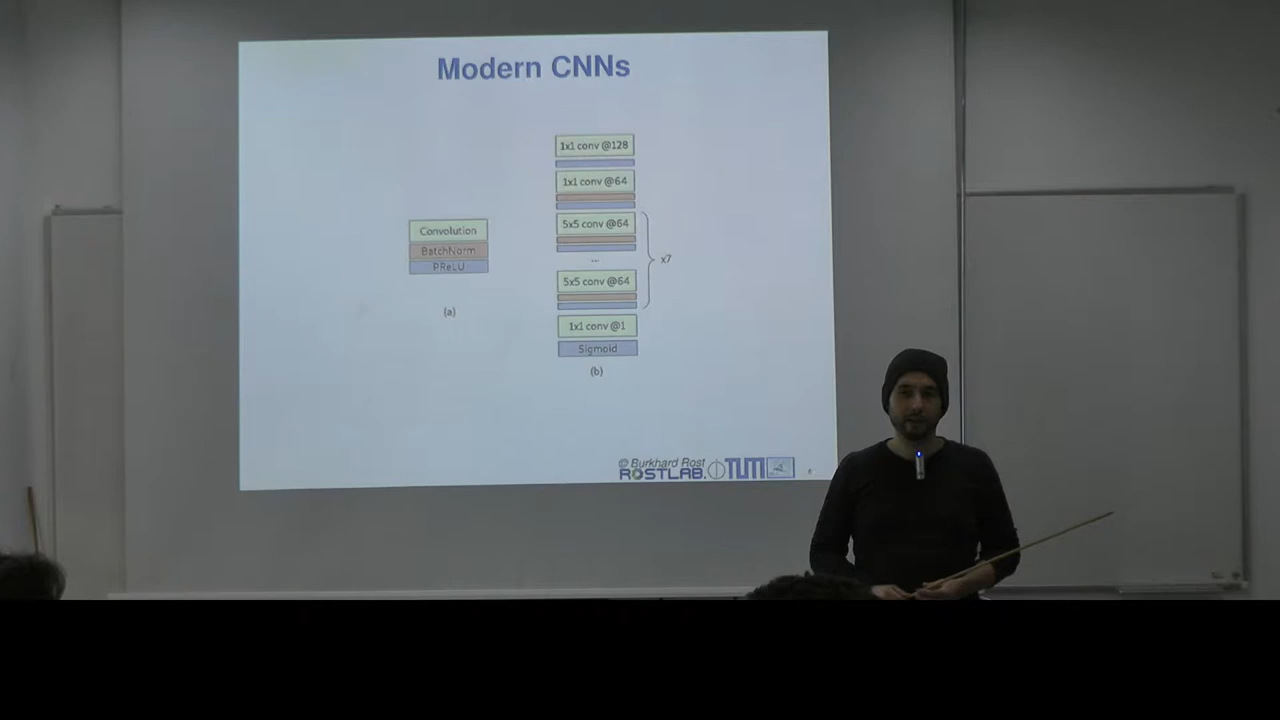 Modern CNNs
Convolution
BatchNorm
PReLU
(a)
1x1 conv @128
1x1 conv @64
5x5 conv @64
...
5x5 conv @64
x7
1x1 conv @1
Sigmoid
(b)
© Burkhard Rost
ROSTLAB.
TUM